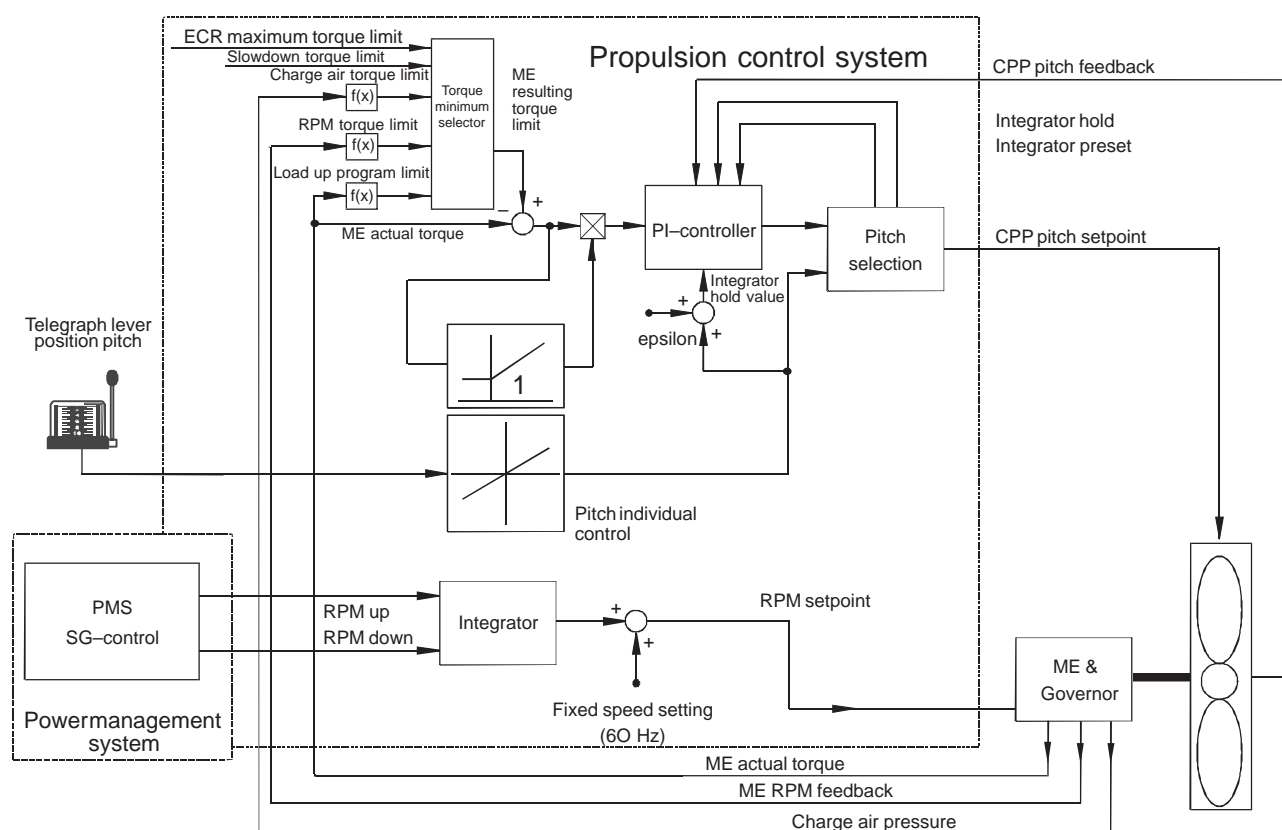 ECR maximum torque limit
Slowdown torque limit
Charge air torque limit
f(x)
RPM torque limit
f(x)
Load up program limit
f(x)
Torque
minimum
selector
ME
resulting
torque
limit
Propulsion control system
CPP pitch feedback
Integrator hold
Integrator preset
– +
ME actual torque
PI–controller
Pitch
selection
CPP pitch setpoint
Integrator
hold value
+
+
epsilon
Telegraph lever
position pitch
1
Pitch individual
control
PMS
SG–control
RPM up
RPM down
Integrator
+
+
RPM setpoint
Fixed speed setting
(6O Hz)
ME &
Governor
Powermanagement
system
ME actual torque
ME RPM feedback
Charge air pressure